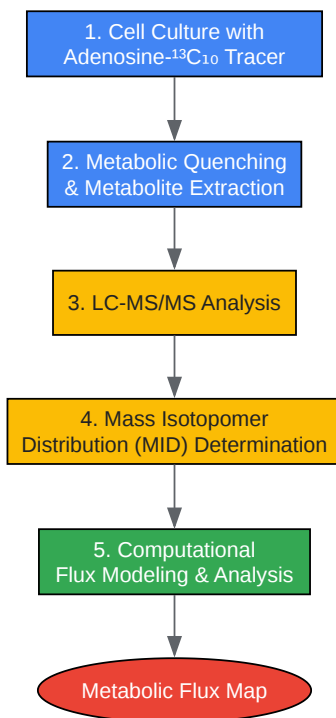 1. Cell Culture with
Adenosine-¹³C₁₀ Tracer
2. Metabolic Quenching
& Metabolite Extraction
3. LC-MS/MS Analysis
4. Mass Isotopomer
Distribution (MID) Determination
5. Computational
Flux Modeling & Analysis
Metabolic Flux Map